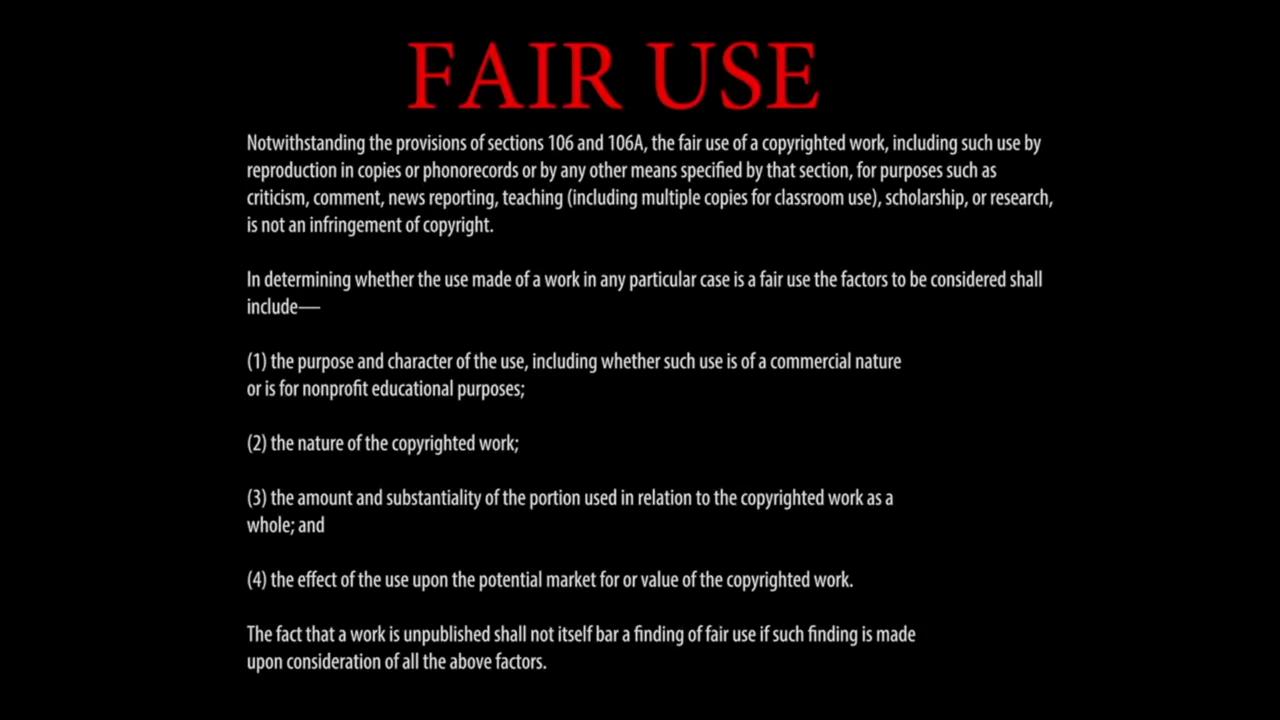 FAIR USE
Notwithstanding the provisions of sections 106 and 106A, the fair use of a copyrighted work, including such use by
reproduction in copies or phonorecords or by any other means specified by that section, for purposes such as
criticism, comment, news reporting, teaching (including multiple copies for classroom use), scholarship, or research,
is not an infringement of copyright.
In determining whether the use made of a work in any particular case is a fair use the factors to be considered shall
include—
(1) the purpose and character of the use, including whether such use is of a commercial nature
or is for nonprofit educational purposes;
(2) the nature of the copyrighted work;
(3) the amount and substantiality of the portion used in relation to the copyrighted work as a
whole; and
(4) the effect of the use upon the potential market for or value of the copyrighted work.
The fact that a work is unpublished shall not itself bar a finding of fair use if such finding is made
upon consideration of all the above factors.